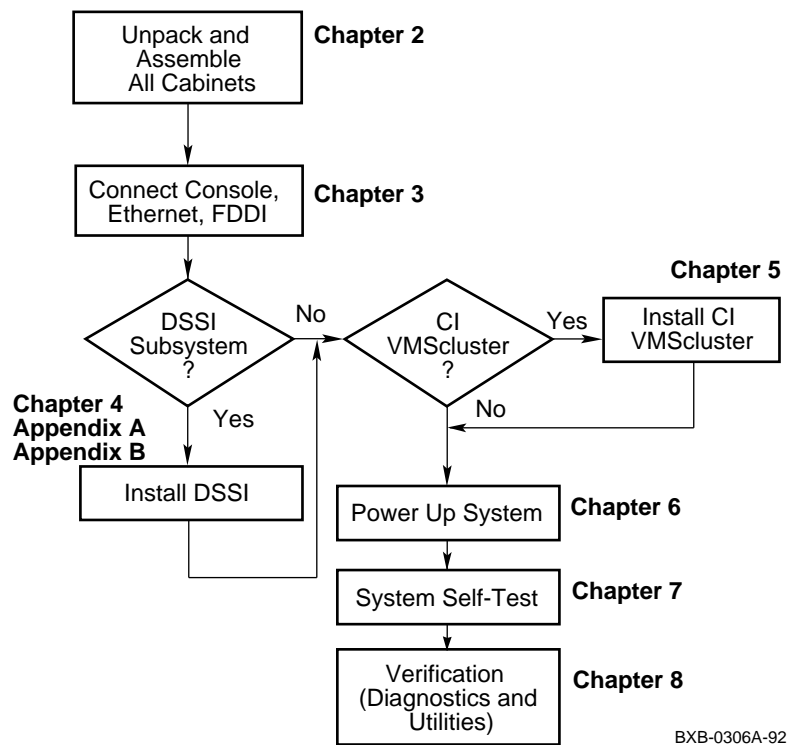 Unpack and
Assemble
All Cabinets
Chapter 2
Connect Console,
Ethernet, FDDI
Chapter 3
DSSI
Subsystem
?
No
CI
VMScluster
?
Yes
Chapter 5
Install CI
VMScluster
Chapter 4
Appendix A
Appendix B
Yes
No
Install DSSI
Power Up System
Chapter 6
System Self-Test
Chapter 7
Verification
(Diagnostics and
Utilities)
Chapter 8
BXB-0306A-92